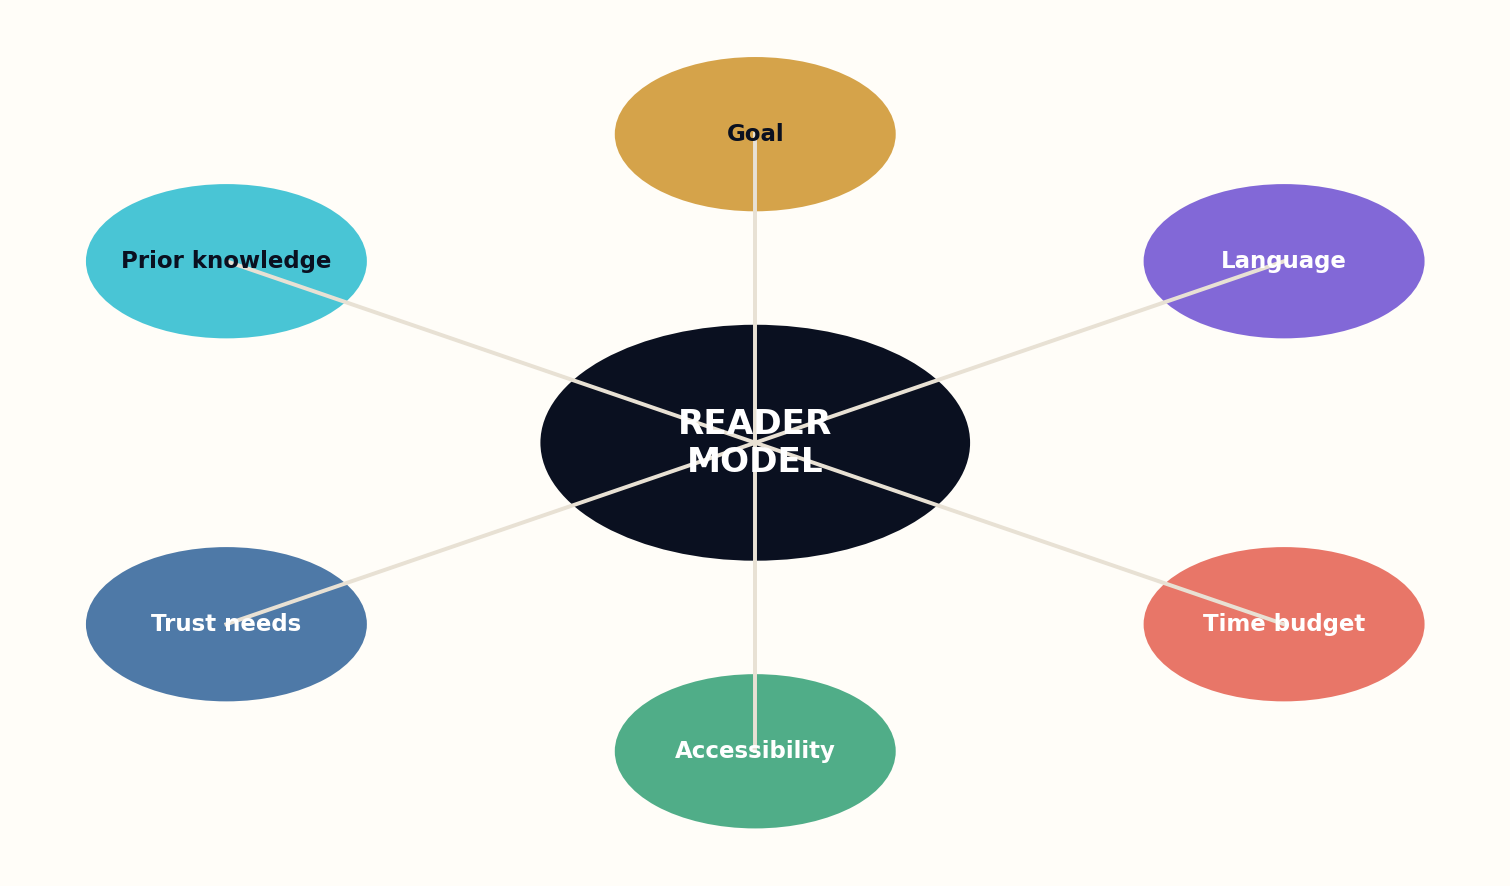 Goal
Prior knowledge
Language
READER
MODEL
Trust needs
Time budget
Accessibility